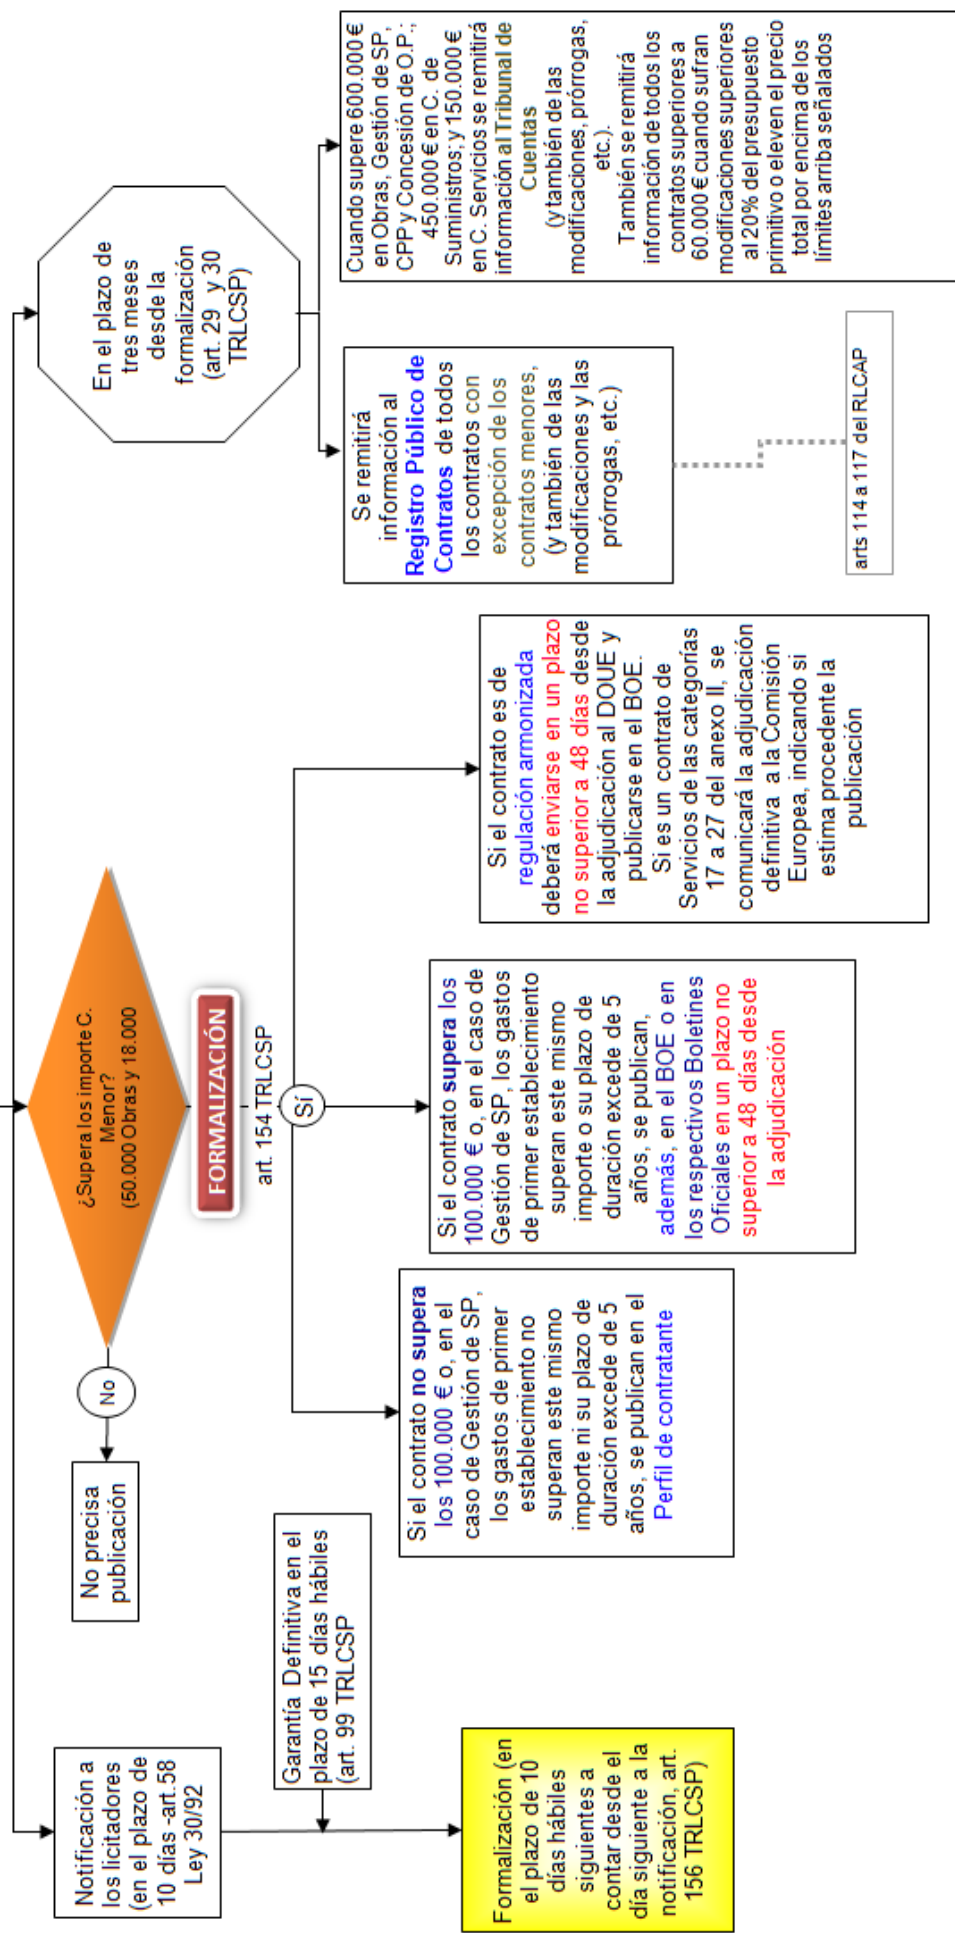 Notificación a
los licitadores
(en el plazo de
10 días -art.58
Ley 30/92
Garantía Definitiva en el
plazo de 15 días hábiles
(art. 99 TRLCSP
Formalización (en
el plazo de 10
días hábiles
siguientes a
contar desde el
día siguiente a la
notificación, art.
156 TRLCSP)
No precisa
publicación
No
¿Supera los importe C.
Menor?
(50.000 Obras y 18.000
FORMALIZACIÓN
art. 154 TRLCSP
Sí
Si el contrato no supera
los 100.000 € o, en el
caso de Gestión de SP,
los gastos de primer
establecimiento no
superan este mismo
importe ni su plazo de
duración excede de 5
años, se publican en el
Perfil de contratante
Si el contrato supera los
100.000 € o, en el caso de
Gestión de SP, los gastos
de primer establecimiento
superan este mismo
importe o su plazo de
duración excede de 5
años, se publican,
además, en el BOE o en
los respectivos Boletines
Oficiales en un plazo no
superior a 48 días desde
la adjudicación
Si el contrato es de
regulación armonizada
deberá enviarse en un plazo
no superior a 48 días desde
la adjudicación al DOUE y
publicarse en el BOE.
Si es un contrato de
Servicios de las categorías
17 a 27 del anexo II, se
comunicará la adjudicación
definitiva a la Comisión
Europea, indicando si
estima procedente la
publicación
En el plazo de
tres meses
desde la
formalización
(art. 29 y 30
TRLCSP)
Se remitirá
información al
Registro Público de
Contratos de todos
los contratos con
excepción de los
contratos menores,
(y también de las
modificaciones y las
prórrogas, etc.)
arts 114 a 117 del RLCAP
Cuando supere 600.000 €
en Obras, Gestión de SP,
CPP y Concesión de O.P.;
450.000 € en C. de
Suministros; y 150.000 €
en C. Servicios se remitirá
información al Tribunal de
Cuentas
(y también de las
modificaciones, prórrogas,
etc.).
También se remitirá
información de todos los
contratos superiores a
60.000 € cuando sufran
modificaciones superiores
al 20% del presupuesto
primitivo o eleven el precio
total por encima de los
límites arriba señalados